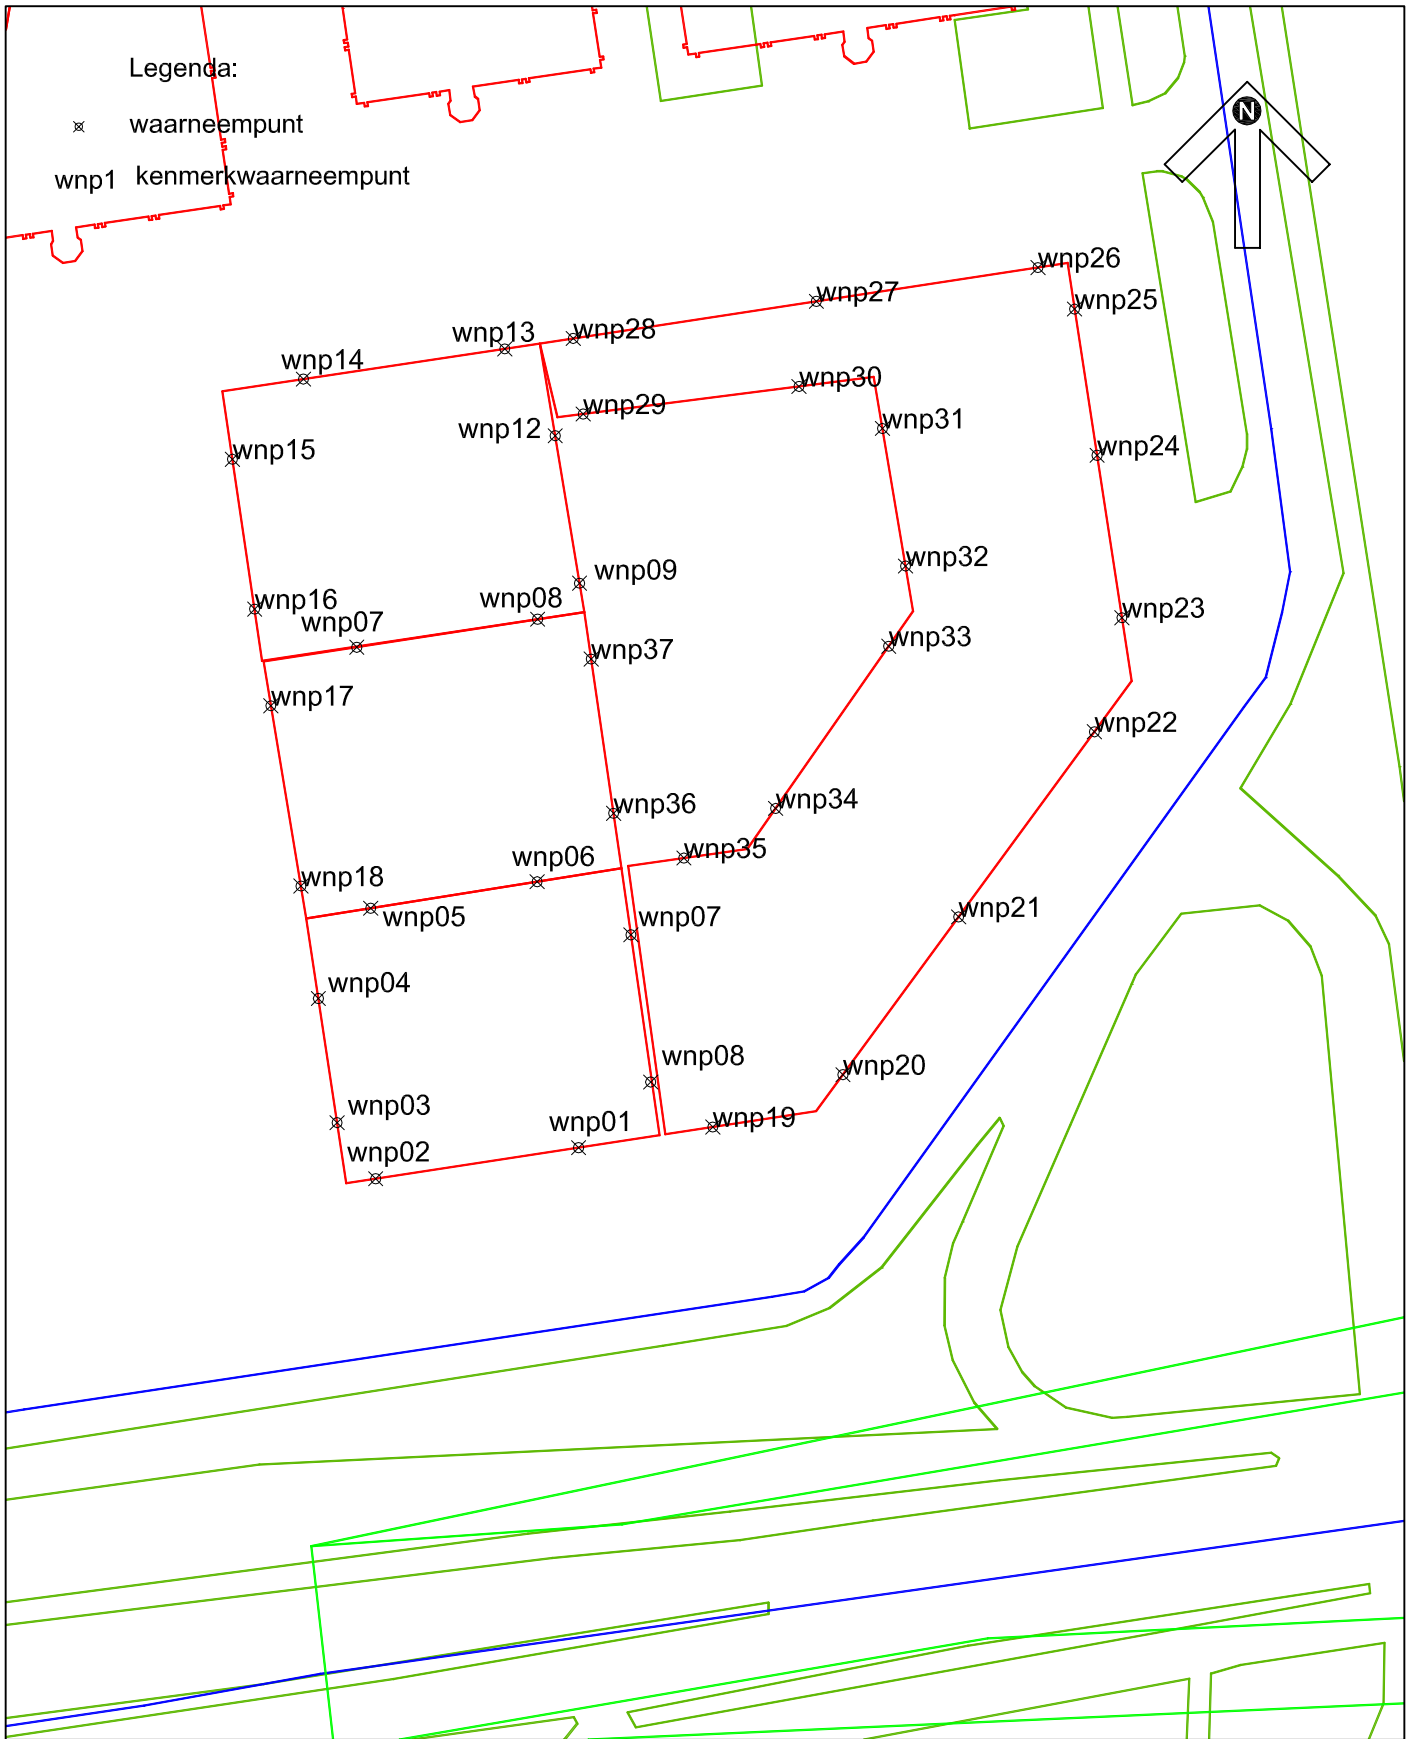 Legenda:
waarneempunt
wnp1 kenmerkwaarneempunt
N
wnp26
wnp27
wnp25
wnp28
wnp13
wnp14
wnp30
wnp29
wnp31
wnp12
wnp15
wnp24
wnp32
wnp09
wnp16
wnp08
wnp23
wnp07
wnp33
wnp37
wnp17
wnp22
wnp36
wnp34
wnp35
wnp06
wnp18
wnp21
wnp05
wnp07
wnp04
wnp08
wnp20
wnp03
wnp19
wnp01
wnp02